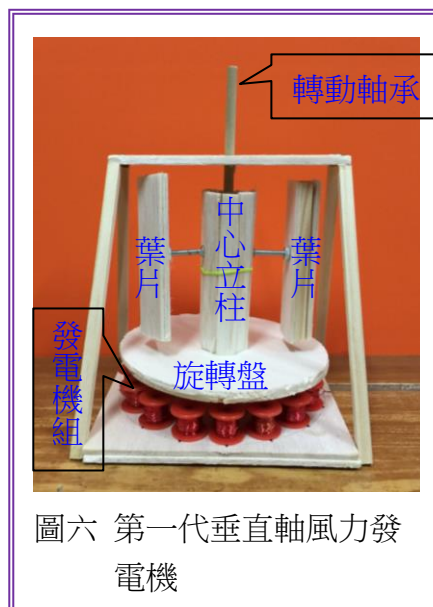 轉動軸承
中心立柱
葉片
葉片
發電機組
旋轉盤
圖六 第一代垂直軸風力發
電機